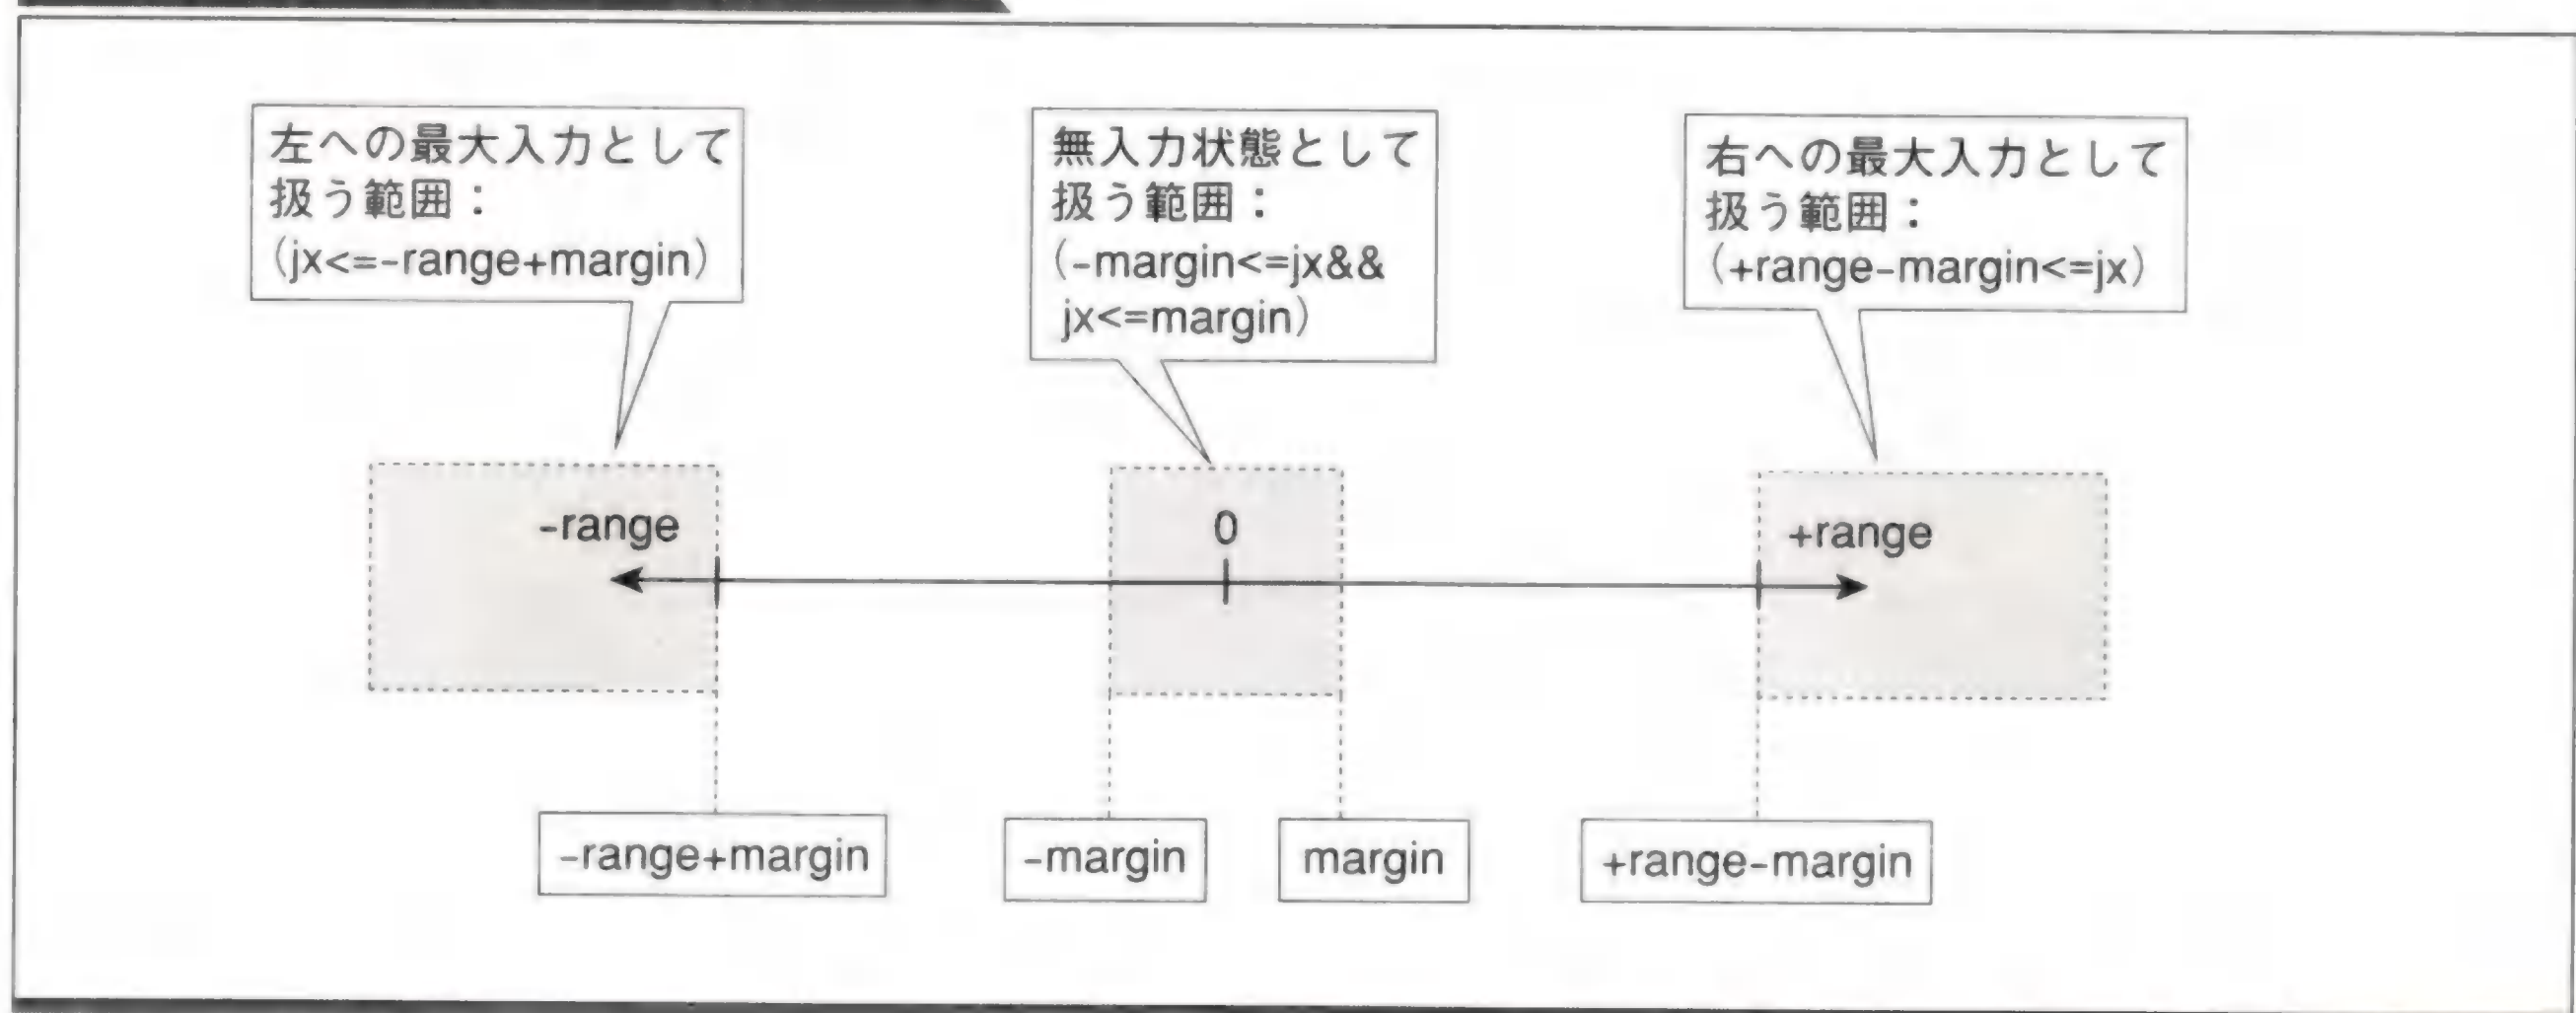 左への最大入力として
扱う範囲：
（jx<=-range+margin）
無入力状態として
扱う範囲：
（-margin<=jx&&
jx<=margin）
右への最大入力として
扱う範囲：
（+range-margin<=jx）
-range
0
+range
-range+margin
-margin
margin
+range-margin